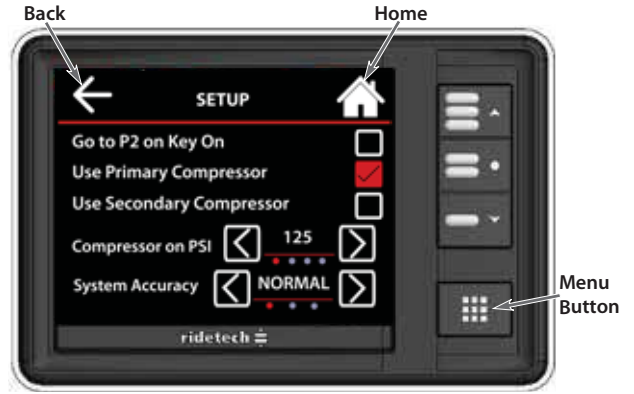 Back
Home
SETUP
Go to P2 on Key On
Use Primary Compressor
Use Secondary Compressor
Compressor on PSI 125
System Accuracy NORMAL
ridetech
Menu
Button